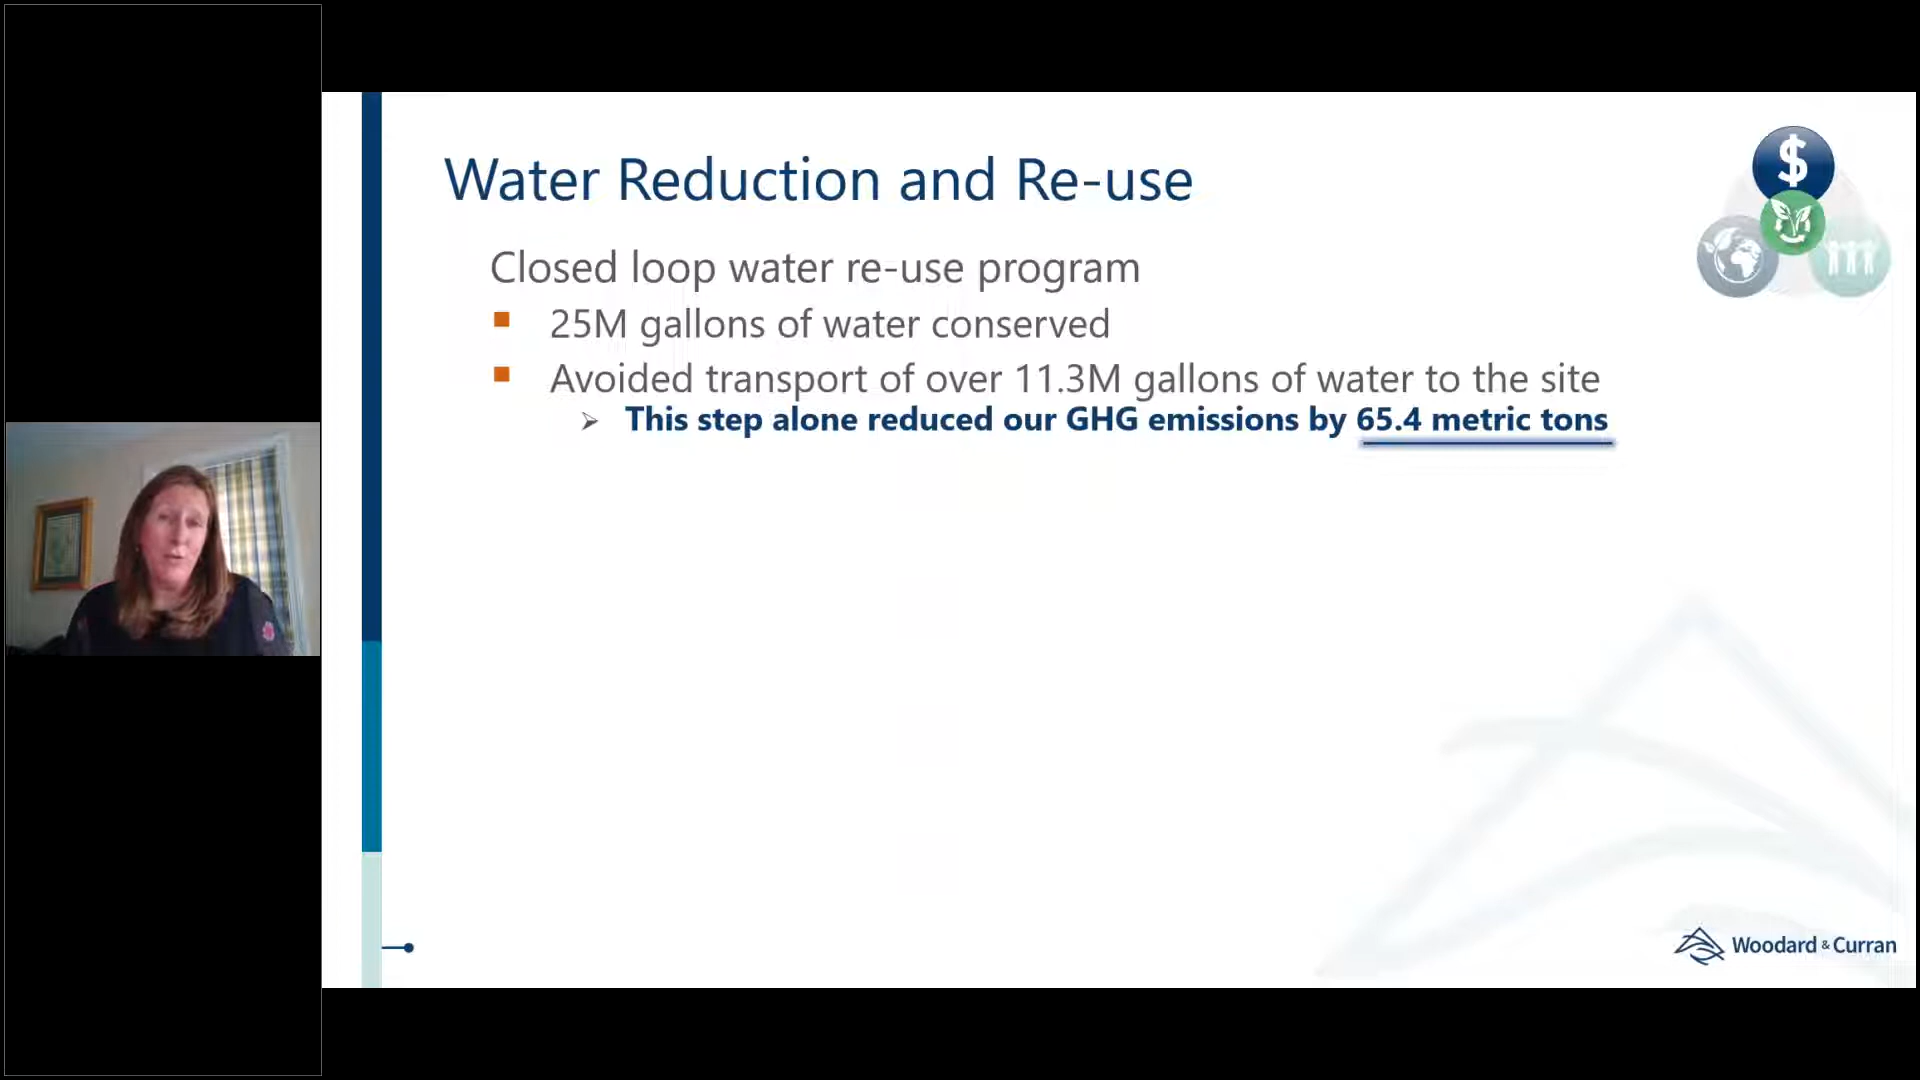 Water Reduction and Re-use
Closed loop water re-use program
25M gallons of water conserved
Avoided transport of over 11.3M gallons of water to the site
This step alone reduced our GHG emissions by 65.4 metric tons
$
Woodard & Curran